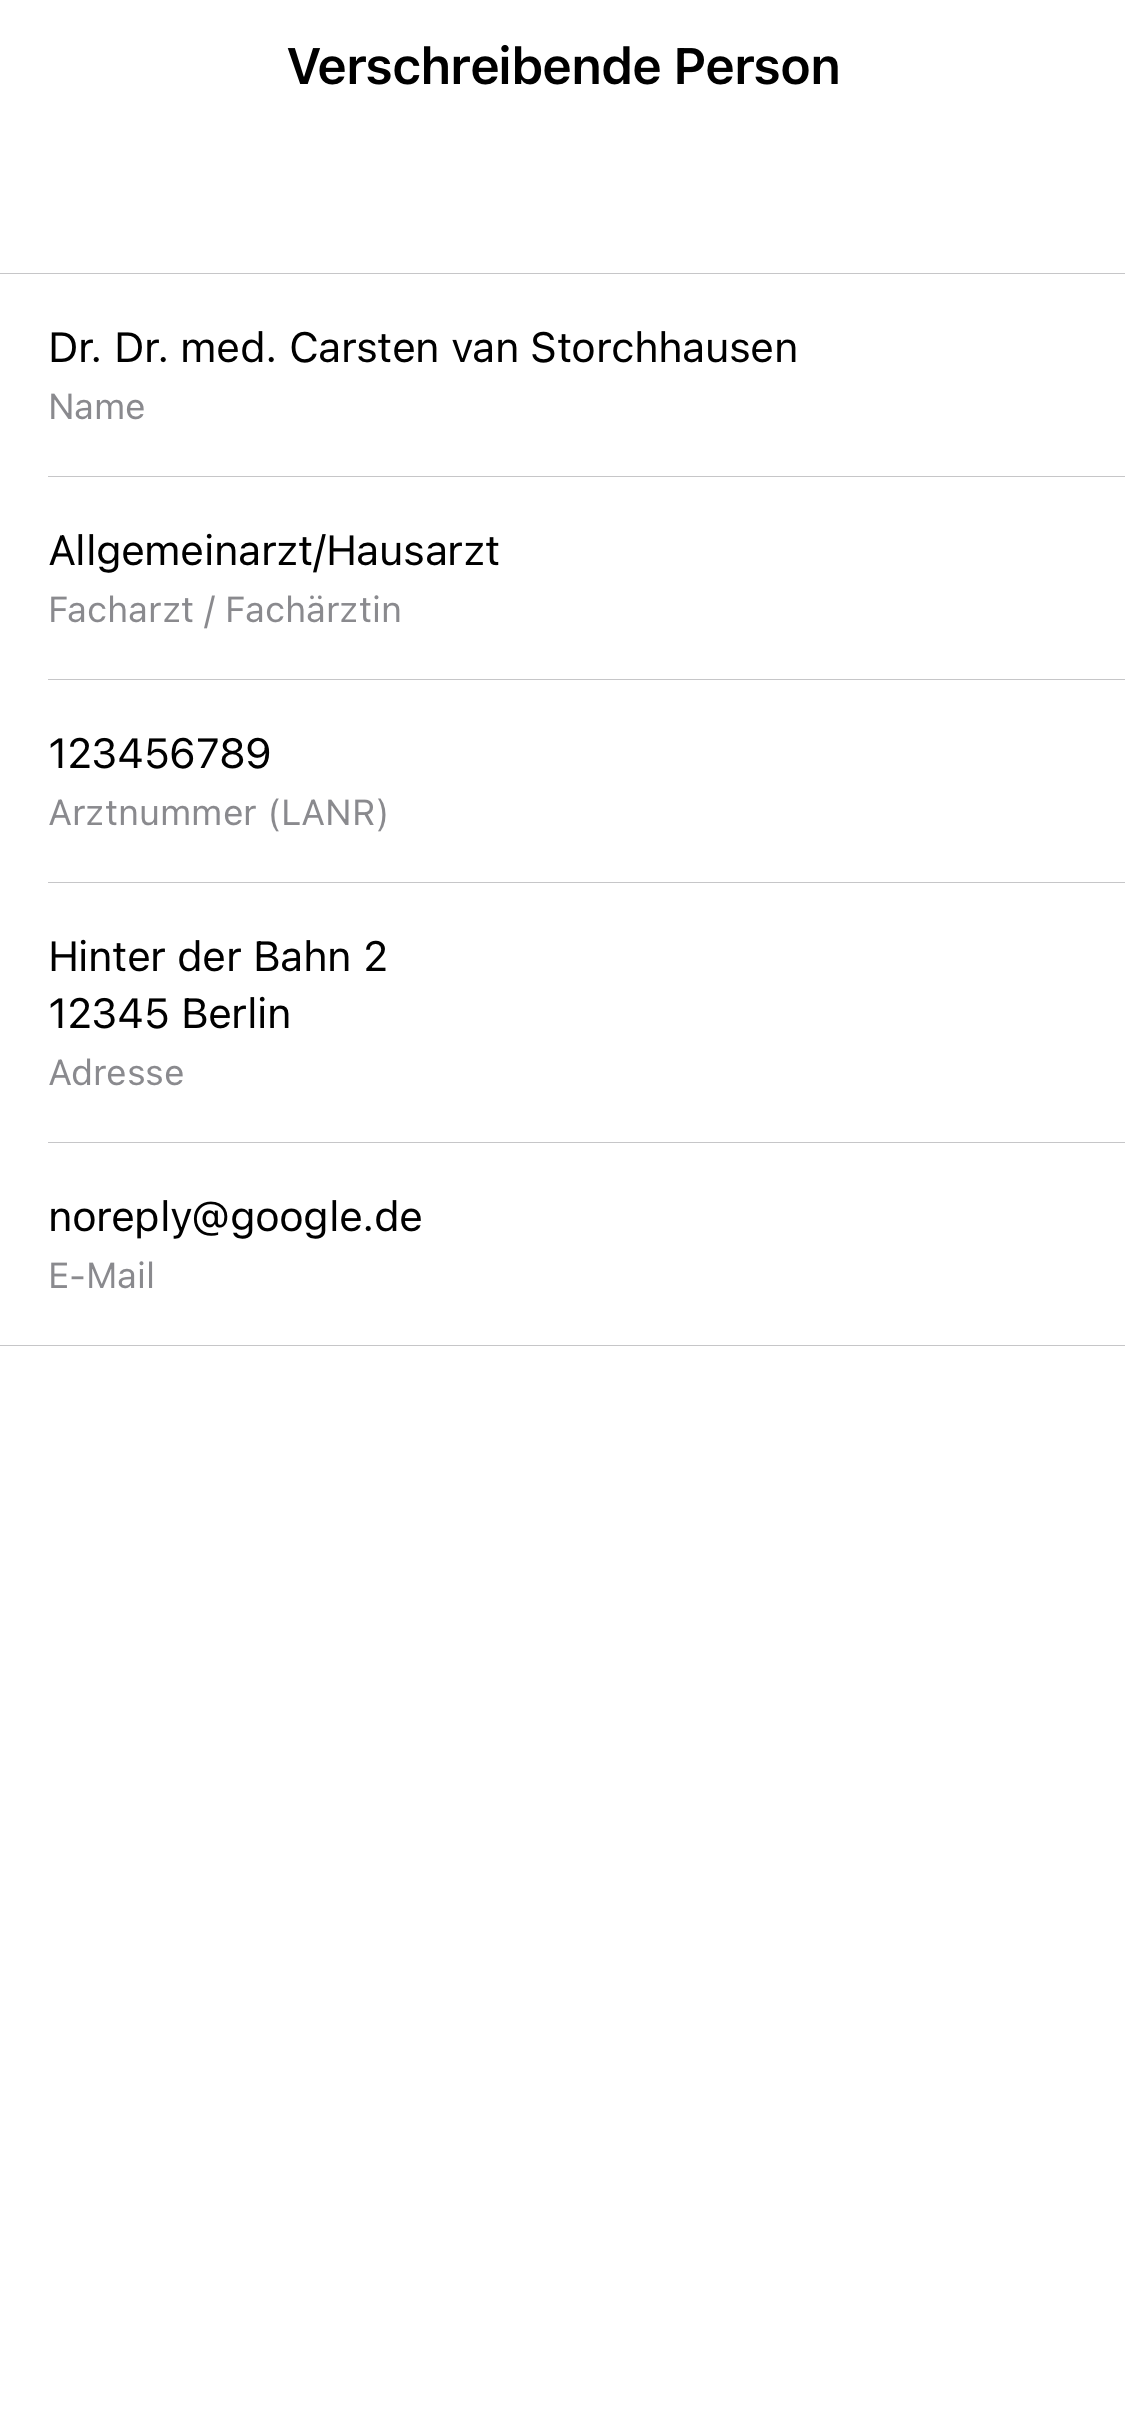 Verschreibende Person
Dr. Dr. med. Carsten van Storchhausen
Name
Allgemeinarzt/Hausarzt
Facharzt / Fachärztin
123456789
Arztnummer (LANR)
Hinter der Bahn 2
12345 Berlin
Adresse
noreply@google.de
E-Mail